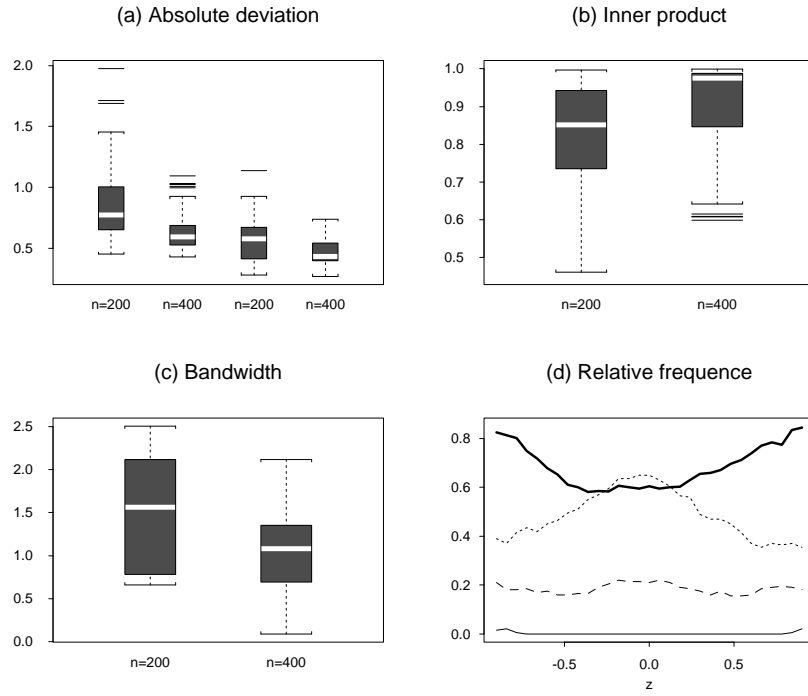 (a) Absolute deviation
2.0
1.5
1.0
0.5
n=200 n=400 n=200 n=400
(b) Inner product
1.0
0.9
0.8
0.7
0.6
0.5
n=200 n=400
(c) Bandwidth
2.5
2.0
1.5
1.0
0.5
0.0
n=200 n=400
(d) Relative frequence
0.8
0.6
0.4
0.2
0.0
-0.5 0.0 0.5
z